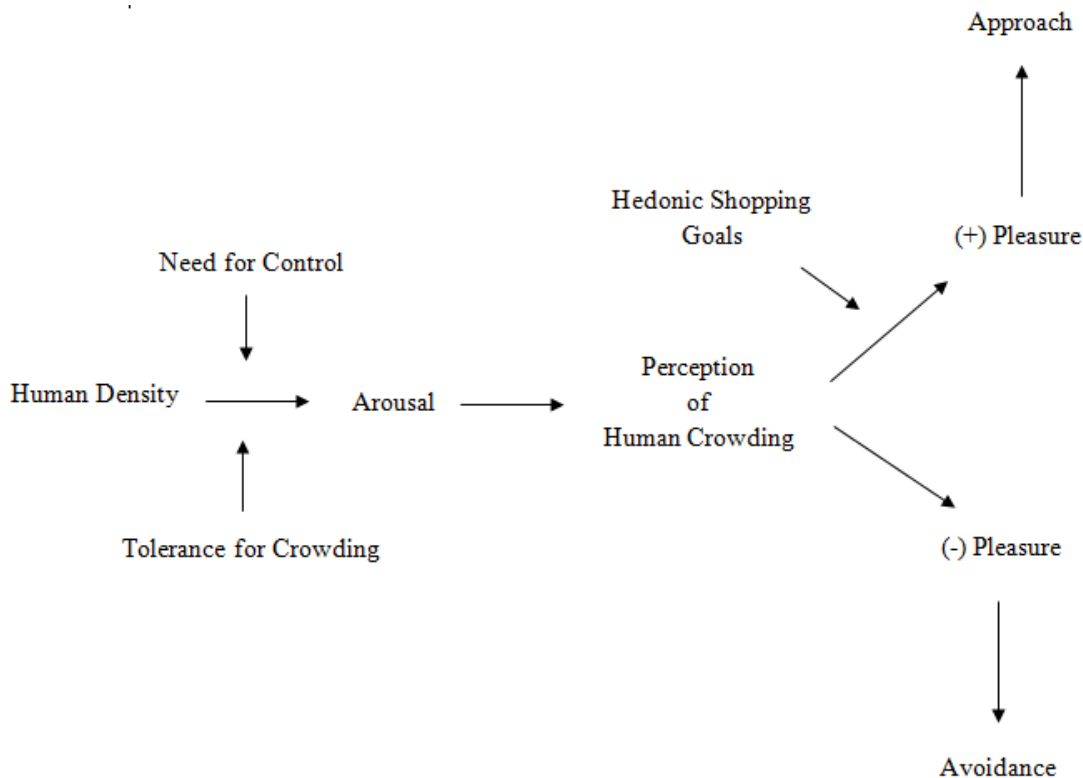 Approach
Hedonic Shopping
Goals
(+) Pleasure
Need for Control
Human Density
Arousal
Perception
of
Human Crowding
Tolerance for Crowding
(-) Pleasure
Avoidance